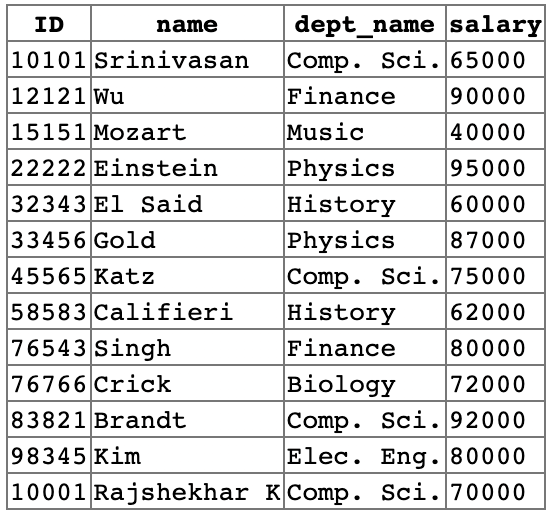 ID name dept_name salary
10101 Srinivasan Comp. Sci. 65000
12121 Wu Finance 90000
15151 Mozart Music 40000
22222 Einstein Physics 95000
32343 El Said History 60000
33456 Gold Physics 87000
45565 Katz Comp. Sci. 75000
58583 Califieri History 62000
76543 Singh Finance 80000
76766 Crick Biology 72000
83821 Brandt Comp. Sci. 92000
98345 Kim Elec. Eng. 80000
10001 Rajshekhar K Comp. Sci. 70000